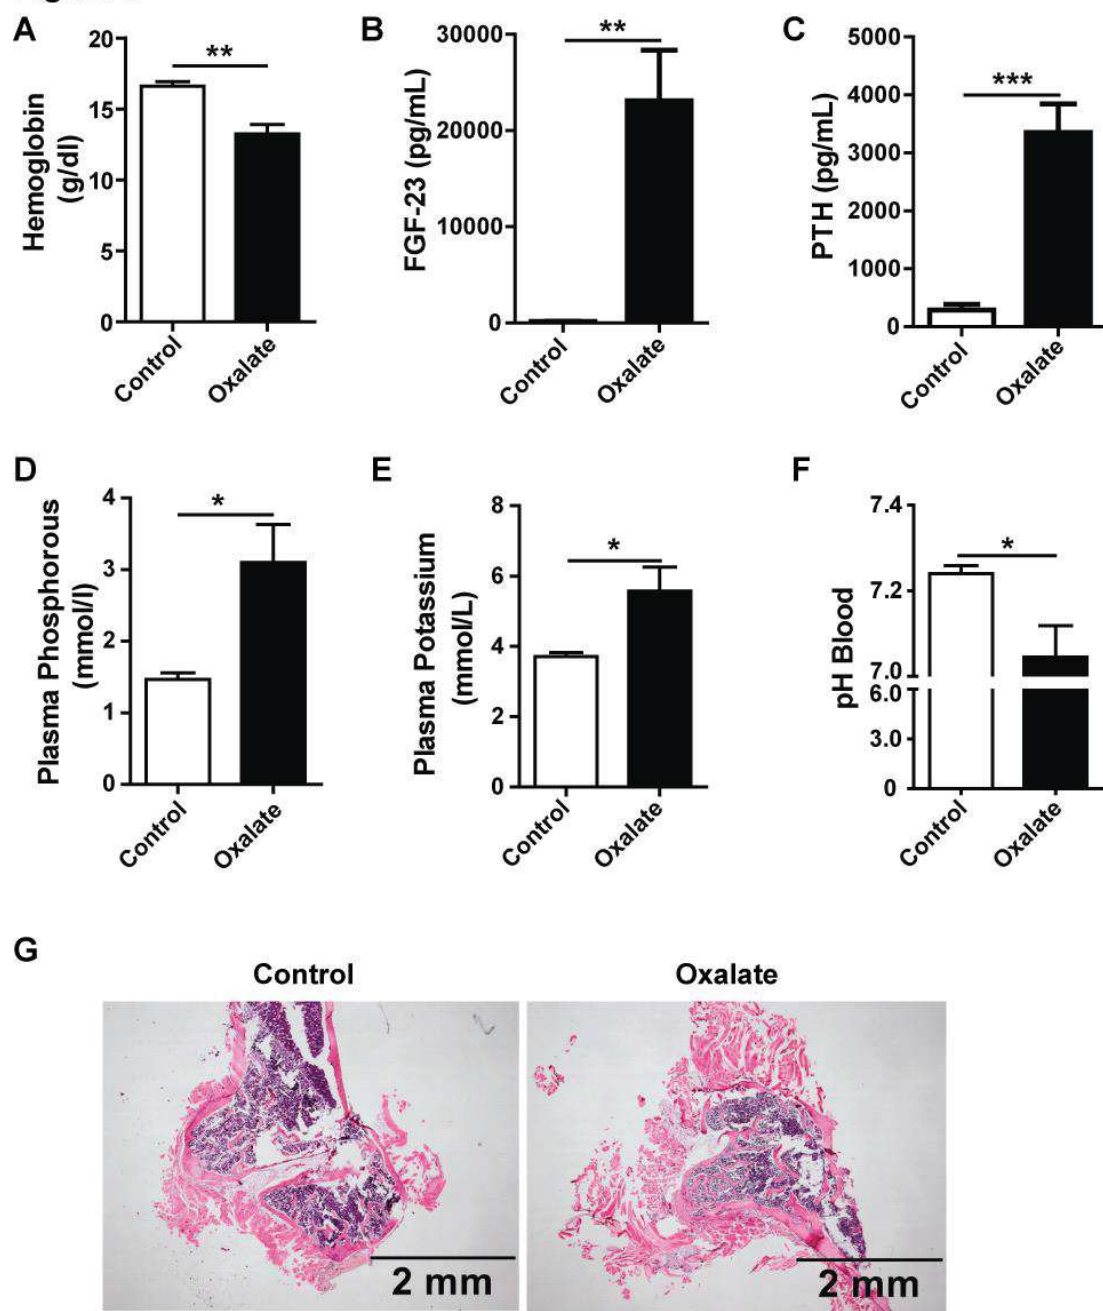 A
Hemoglobin
(g/dl)
20
15
10
5
0
**
Control
Oxalate
B
FGF-23 (pg/mL)
30000
20000
10000
0
**
Control
Oxalate
C
PTH (pg/mL)
5000
4000
3000
2000
1000
0
***
Control
Oxalate
D
Plasma Phosphorous
(mmol/l)
4
3
2
1
0
*
Control
Oxalate
E
Plasma Potassium
(mmol/L)
8
6
4
2
0
*
Control
Oxalate
F
pH Blood
7.4
7.2
7.0
6.0
3.0
0
*
Control
Oxalate
G
Control
Oxalate
2 mm
2 mm